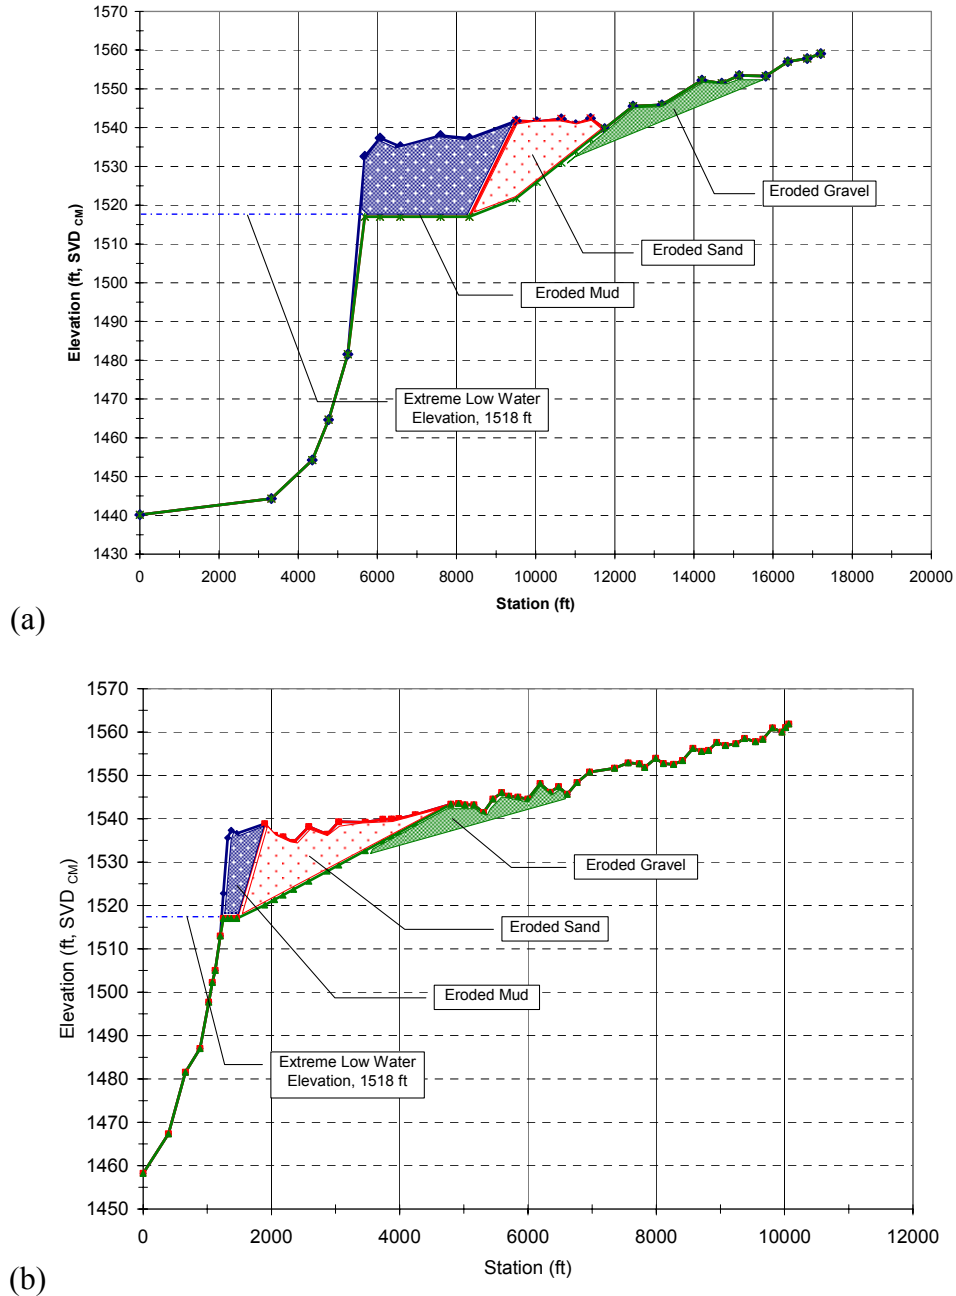 1570
1560
1550
1540
1530
1520
1510
1500
1490
1480
1470
1460
1450
1440
1430
Elevation (ft, SVD CM)
Eroded Gravel
Eroded Sand
Eroded Mud
Extreme Low Water
Elevation, 1518 ft
0 2000 4000 6000 8000 10000 12000 14000 16000 18000 20000
Station (ft)
(a)
1570
1560
1550
1540
1530
1520
1510
1500
1490
1480
1470
1460
1450
Elevation (ft, SVD CM)
Eroded Gravel
Eroded Sand
Eroded Mud
Extreme Low Water
Elevation, 1518 ft
0 2000 4000 6000 8000 10000 12000
Station (ft)
(b)